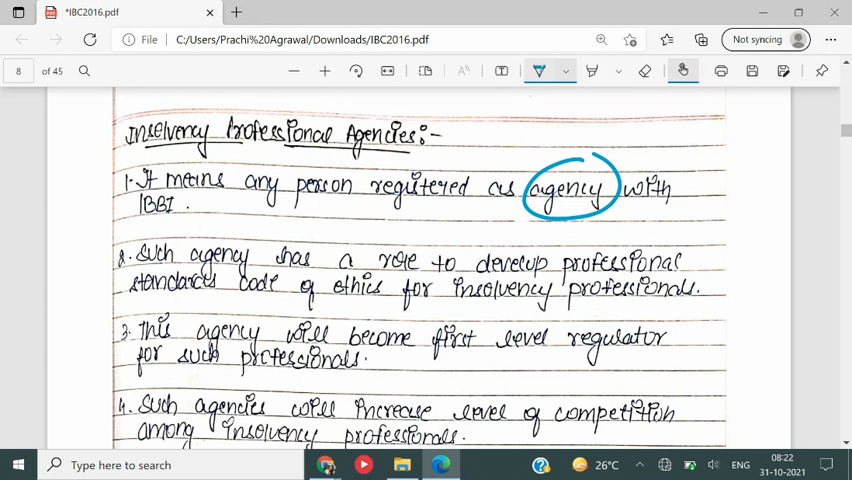 *IBC2016.pdf
File
C:/Users/Prachi%20Agrawal/Downloads/IBC2016.pdf
Not syncing
8 of 45
Insolvency Professional Agencies:-
1. It means any person registered as agency with
IBBI.
2. Such agency has a role to develop professional
standards code of ethics for insolvency professionals.
3. This agency will become first level regulator
for such professionals.
4. Such agencies will increase level of competition
among insolvency professionals.
Type here to search
26°C
ENG
08:22
31-10-2021